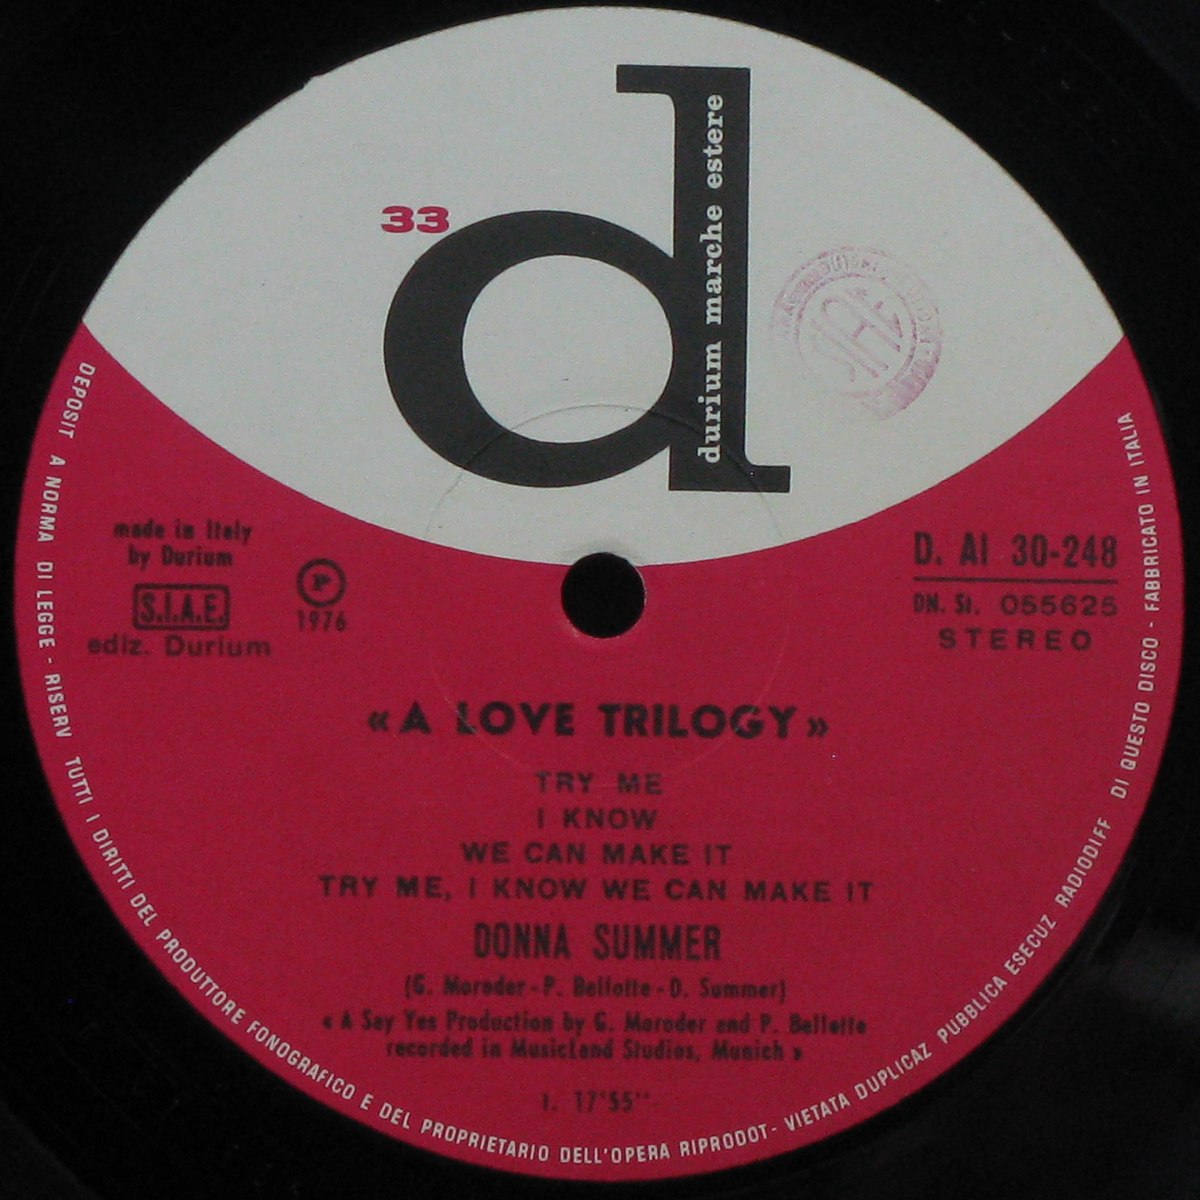 33
d
durium marche estere
SIAE
made in Italy
by Durium
S.I.A.E.
ediz. Durium
P
1976
D. AI 30-248
DN. St. 055625
STEREO
« A LOVE TRILOGY »
TRY ME
I KNOW
WE CAN MAKE IT
TRY ME, I KNOW WE CAN MAKE IT
DONNA SUMMER
(G. Moroder - P. Bellotte - D. Summer)
« A Say Yes Production by G. Moroder and P. Bellotte
recorded in MusicLand Studios, Munich »
I. 17'55''
DEPOSIT A NORMA DI LEGGE - RISERV TUTTI I DIRITTI DEL PRODUTTORE FONOGRAFICO E DEL PROPRIETARIO DELL'OPERA RIPRODOT- VIETATA DUPLICAZ PUBBLICA ESECUZ RADIODIFF DI QUESTO DISCO - FABBRICATO IN ITALIA